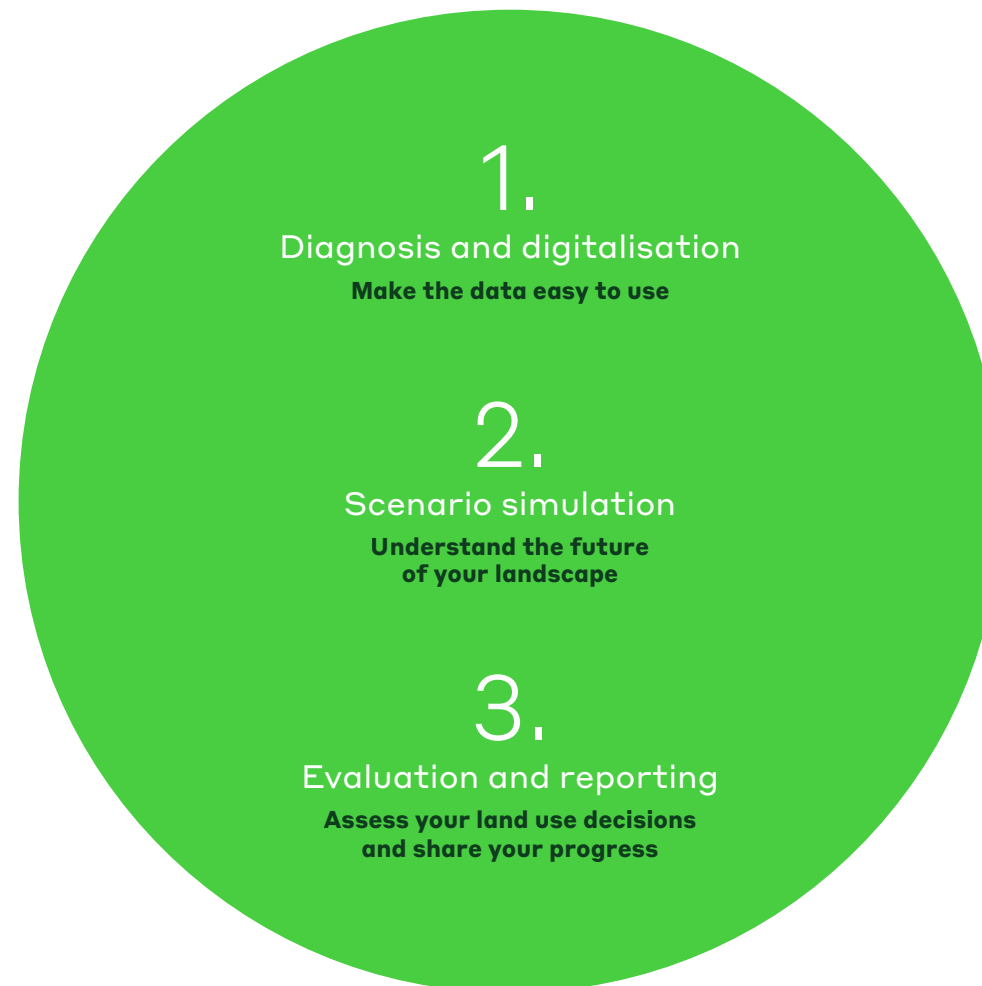 1.
Diagnosis and digitalisation
Make the data easy to use
2.
Scenario simulation
Understand the future
of your landscape
3.
Evaluation and reporting
Assess your land use decisions
and share your progress